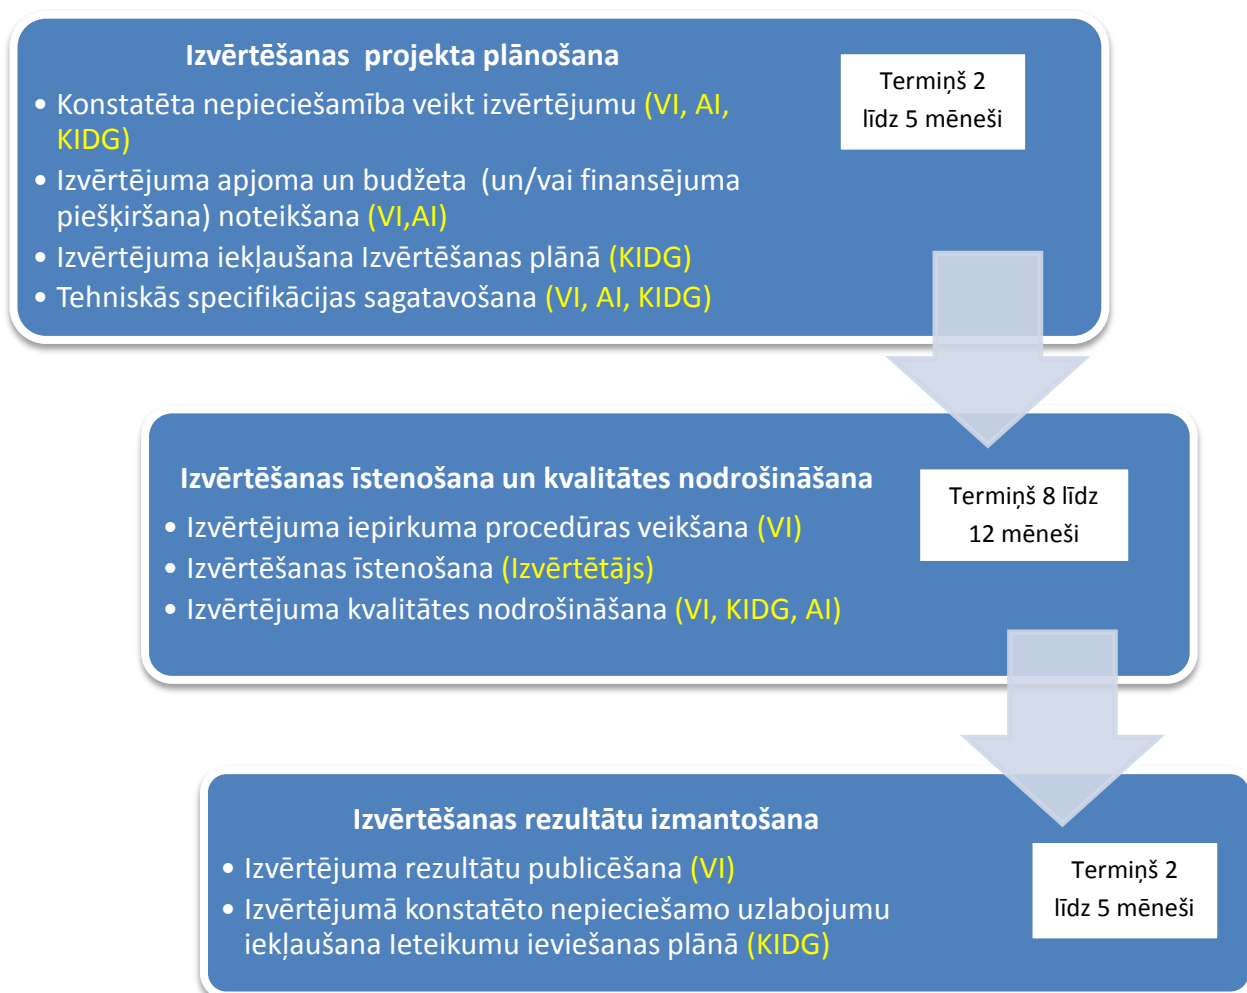 Izvērtēšanas projekta plānošana
• Konstatēta nepieciešamība veikt izvērtējumu (VI, AI,
KIDG)
• Izvērtējuma apjoma un budžeta (un/vai finansējuma
piešķiršana) noteikšana (VI,AI)
• Izvērtējuma iekļaušana Izvērtēšanas plānā (KIDG)
• Tehniskās specifikācijas sagatavošana (VI, AI, KIDG)
Termiņš 2
līdz 5 mēneši
Izvērtēšanas īstenošana un kvalitātes nodrošināšana
• Izvērtējuma iepirkuma procedūras veikšana (VI)
• Izvērtēšanas īstenošana (Izvērtētājs)
• Izvērtējuma kvalitātes nodrošināšana (VI, KIDG, AI)
Termiņš 8 līdz
12 mēneši
Izvērtēšanas rezultātu izmantošana
• Izvērtējuma rezultātu publicēšana (VI)
• Izvērtējumā konstatēto nepieciešamo uzlabojumu
iekļaušana Ieteikumu ieviešanas plānā (KIDG)
Termiņš 2
līdz 5 mēneši